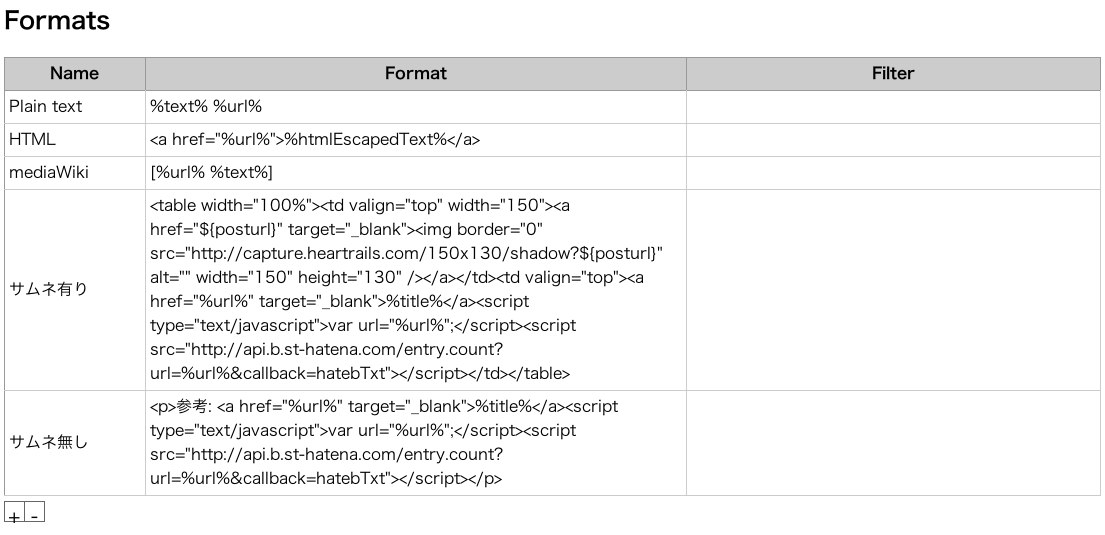 Formats
Name Format Filter
Plain text %text% %url%
HTML <a href="%url%">%htmlEscapedText%</a>
mediaWiki [%url% %text%]
サムネ有り
<table width="100%"><td valign="top" width="150"><a
href="${posturl}" target="_blank"><img border="0"
src="http://capture.heartrails.com/150x130/shadow?${posturl}"
alt="" width="150" height="130" /></a></td><td valign="top"><a
href="%url%" target="_blank">%title%</a><script
type="text/javascript">var url="%url%";</script><script
src="http://api.b.st-hatena.com/entry.count?
url=%url%&callback=hatebTxt"></script></td></table>
サムネ無し
<p>参考: <a href="%url%" target="_blank">%title%</a><script
type="text/javascript">var url="%url%";</script><script
src="http://api.b.st-hatena.com/entry.count?
url=%url%&callback=hatebTxt"></script></p>
+ -